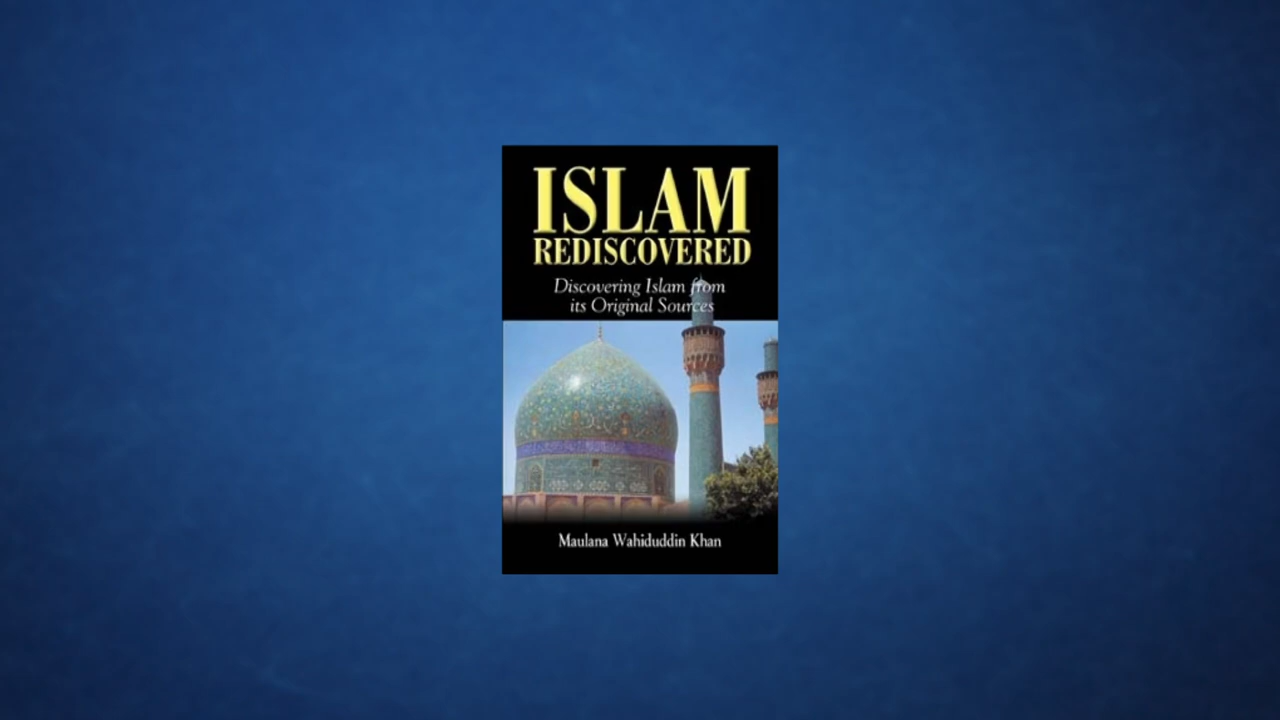 ISLAM
REDISCOVERED
Discovering Islam from
its Original Sources
Maulana Wahiduddin Khan